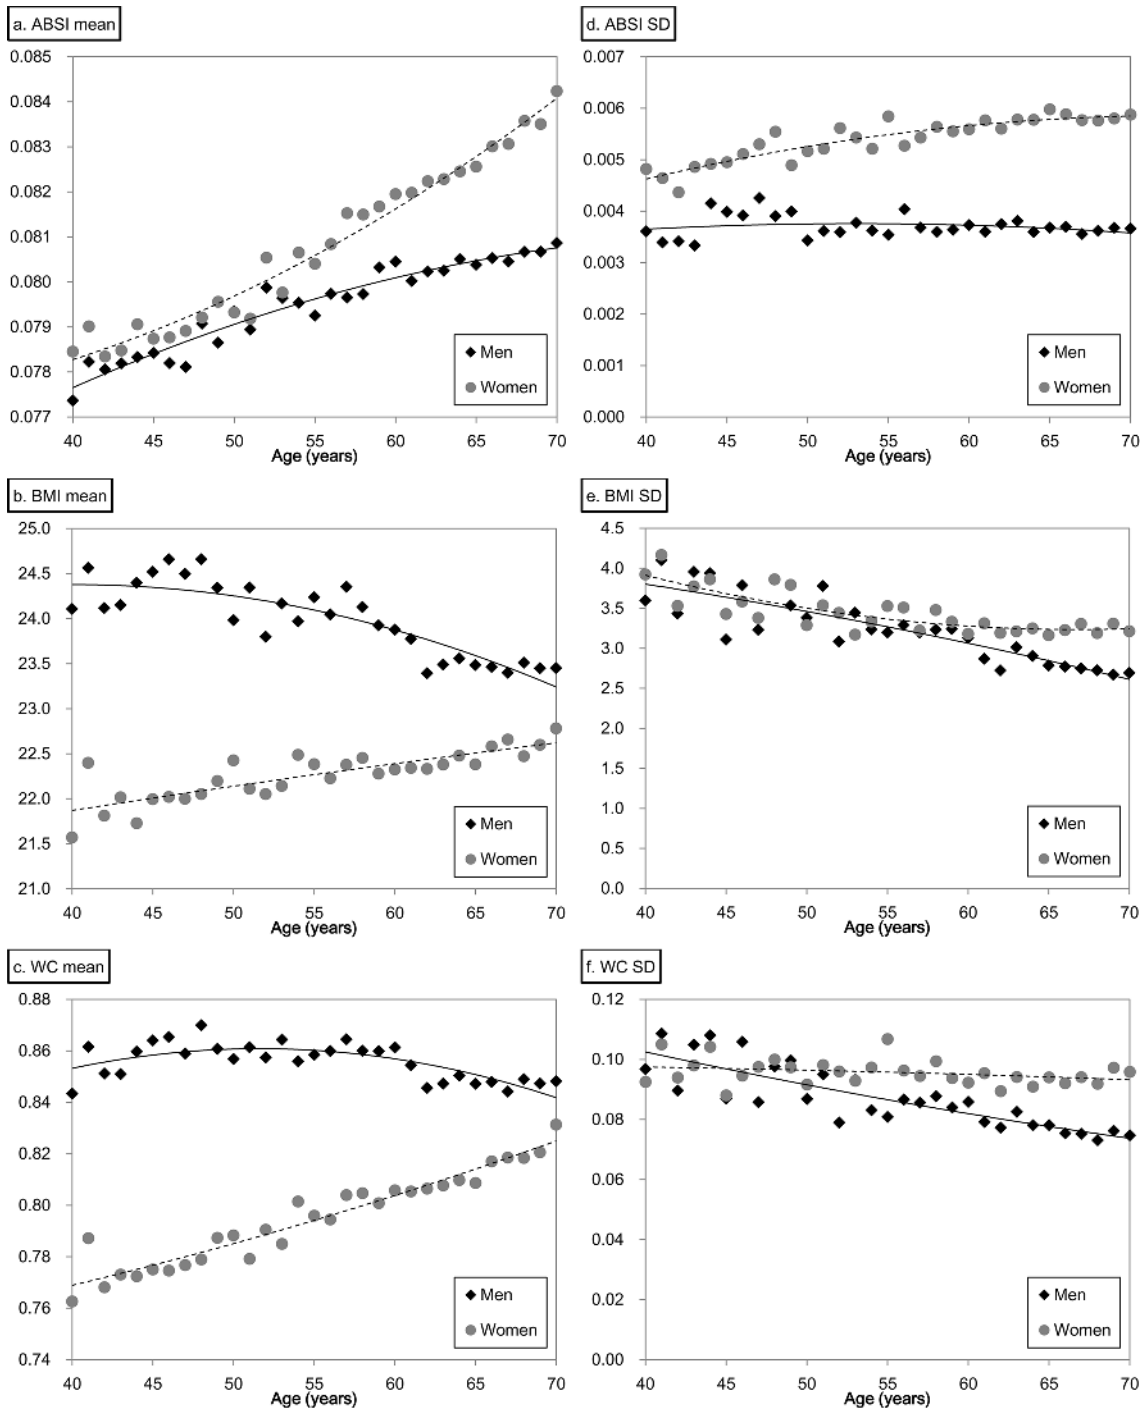 a. ABSI mean
0.085
0.084
0.083
0.082
0.081
0.080
0.079
0.078
0.077
Men
Women
40 45 50 55 60 65 70
Age (years)
d. ABSI SD
0.007
0.006
0.005
0.004
0.003
0.002
0.001
0.000
Men
Women
40 45 50 55 60 65 70
Age (years)
b. BMI mean
25.0
24.5
24.0
23.5
23.0
22.5
22.0
21.5
21.0
Men
Women
40 45 50 55 60 65 70
Age (years)
e. BMI SD
4.5
4.0
3.5
3.0
2.5
2.0
1.5
1.0
0.5
0.0
Men
Women
40 45 50 55 60 65 70
Age (years)
c. WC mean
0.88
0.86
0.84
0.82
0.80
0.78
0.76
0.74
Men
Women
40 45 50 55 60 65 70
Age (years)
f. WC SD
0.12
0.10
0.08
0.06
0.04
0.02
0.00
Men
Women
40 45 50 55 60 65 70
Age (years)